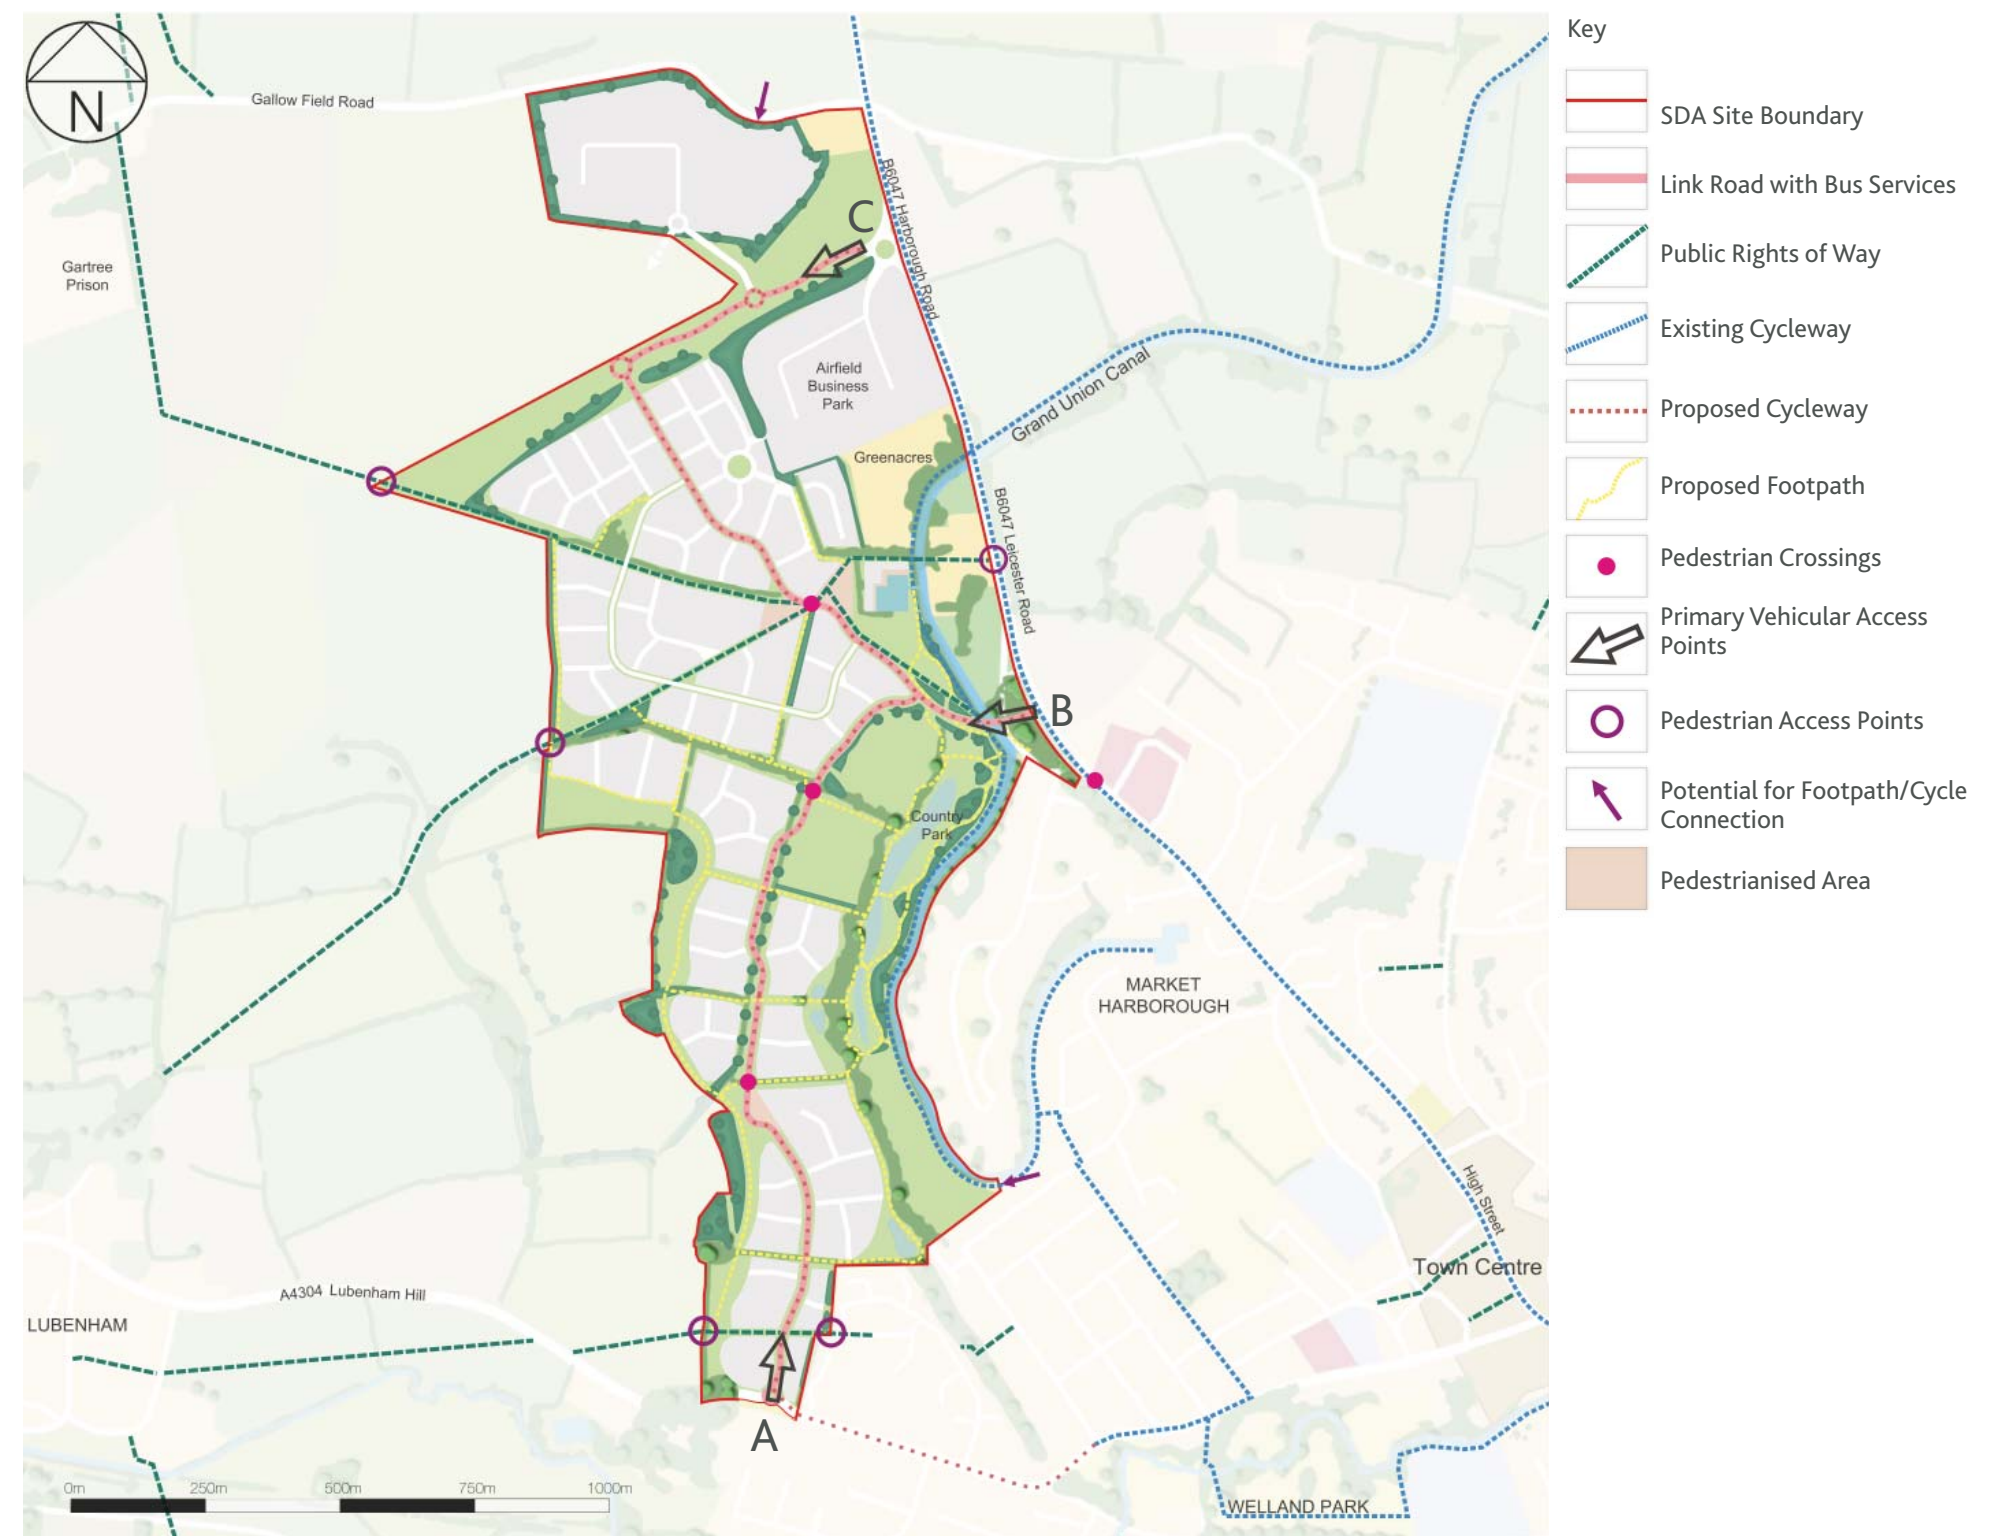 N
Gallow Field Road
B6047 Harborough Road
C
Gartree
Prison
Airfield
Business
Park
Grand Union Canal
Greenacres
B6047 Leicester Road
B
Country
Park
MARKET
HARBOROUGH
High Street
Town Centre
A4304 Lubenham Hill
LUBENHAM
A
0m 250m 500m 750m 1000m
WELLAND PARK
Key
SDA Site Boundary
Link Road with Bus Services
Public Rights of Way
Existing Cycleway
Proposed Cycleway
Proposed Footpath
Pedestrian Crossings
Primary Vehicular Access
Points
Pedestrian Access Points
Potential for Footpath/Cycle
Connection
Pedestrianised Area